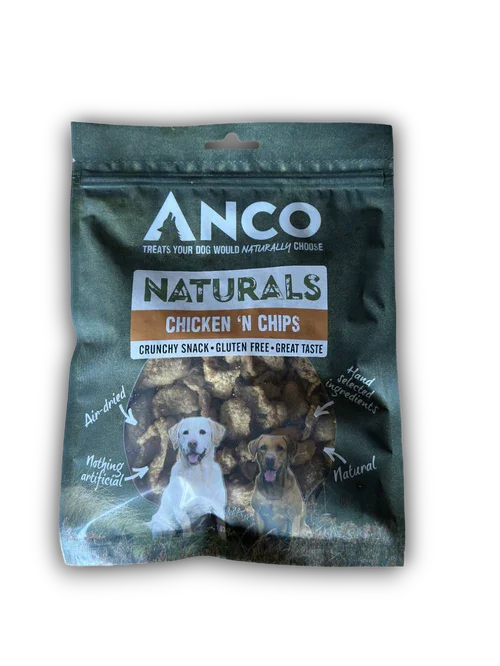 ANCO
TREATS YOUR DOG WOULD NATURALLY CHOOSE
NATURALS
CHICKEN 'N CHIPS
CRUNCHY SNACK • GLUTEN FREE • GREAT TASTE
Hand
selected
ingredients
Air-dried
Nothing
artificial
Natural